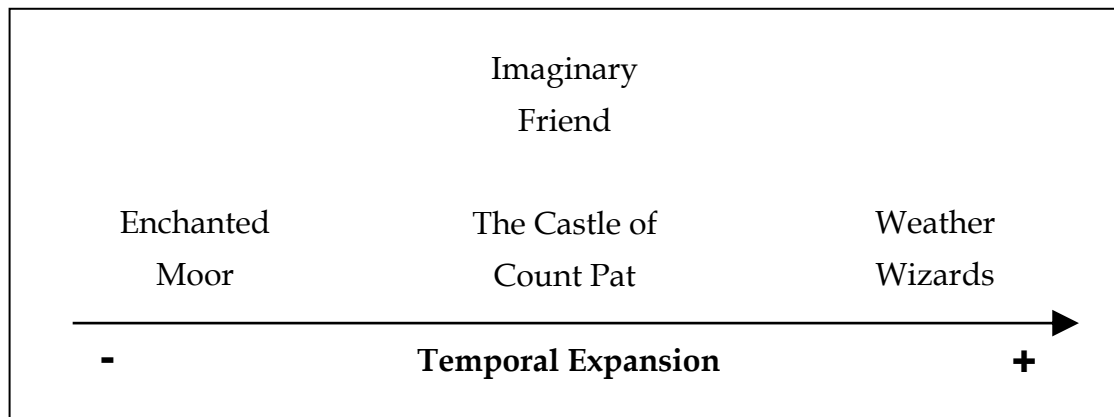 Imaginary
Friend
Enchanted
Moor
The Castle of
Count Pat
Weather
Wizards
- Temporal Expansion +